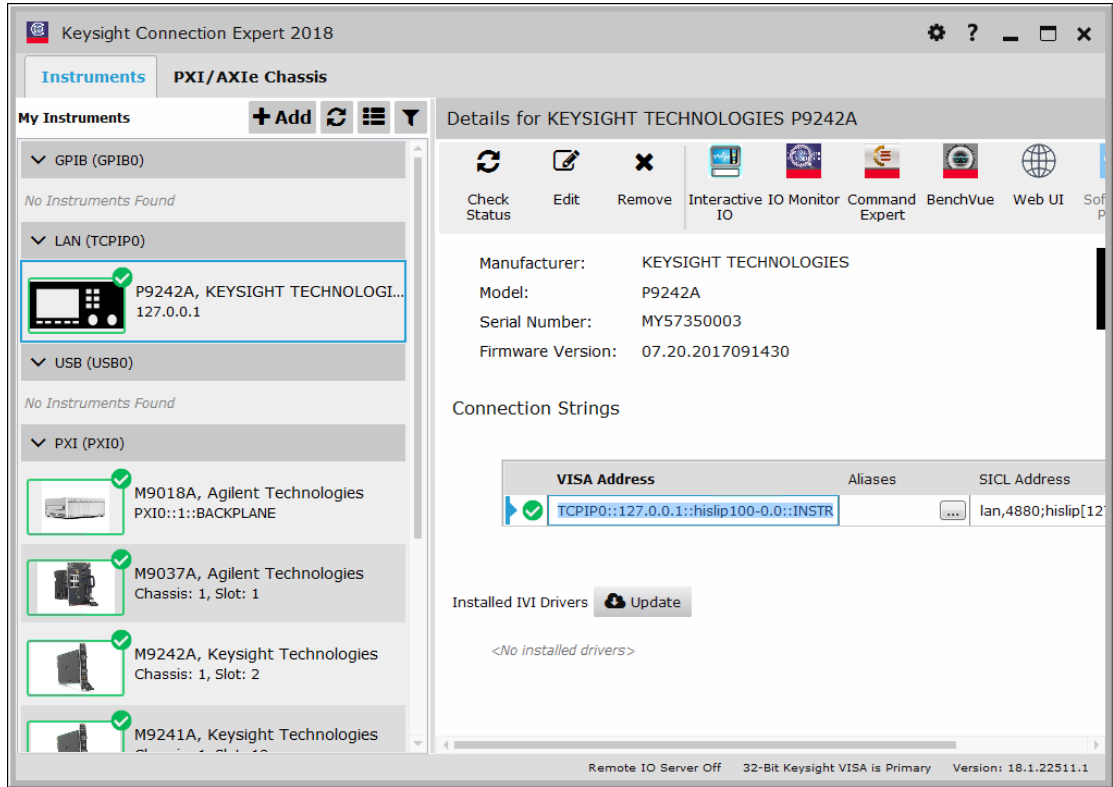 Keysight Connection Expert 2018
Instruments PXI/AXIe Chassis
My Instruments
Add
GPIB (GPIB0)
No Instruments Found
LAN (TCPIP0)
P9242A, KEYSIGHT TECHNOLOGI...
127.0.0.1
USB (USB0)
No Instruments Found
PXI (PXI0)
M9018A, Agilent Technologies
PXI0::1::BACKPLANE
M9037A, Agilent Technologies
Chassis: 1, Slot: 1
M9242A, Keysight Technologies
Chassis: 1, Slot: 2
M9241A, Keysight Technologies
Details for KEYSIGHT TECHNOLOGIES P9242A
Check Status
Edit
Remove
Interactive IO
IO Monitor
Command Expert
BenchVue
Web UI
Manufacturer: KEYSIGHT TECHNOLOGIES
Model: P9242A
Serial Number: MY57350003
Firmware Version: 07.20.2017091430
Connection Strings
VISA Address Aliases SICL Address
TCPIP0::127.0.0.1::hislip100-0.0::INSTR ... lan,4880;hislip[12
Installed IVI Drivers Update
<No installed drivers>
Remote IO Server Off 32-Bit Keysight VISA is Primary Version: 18.1.22511.1